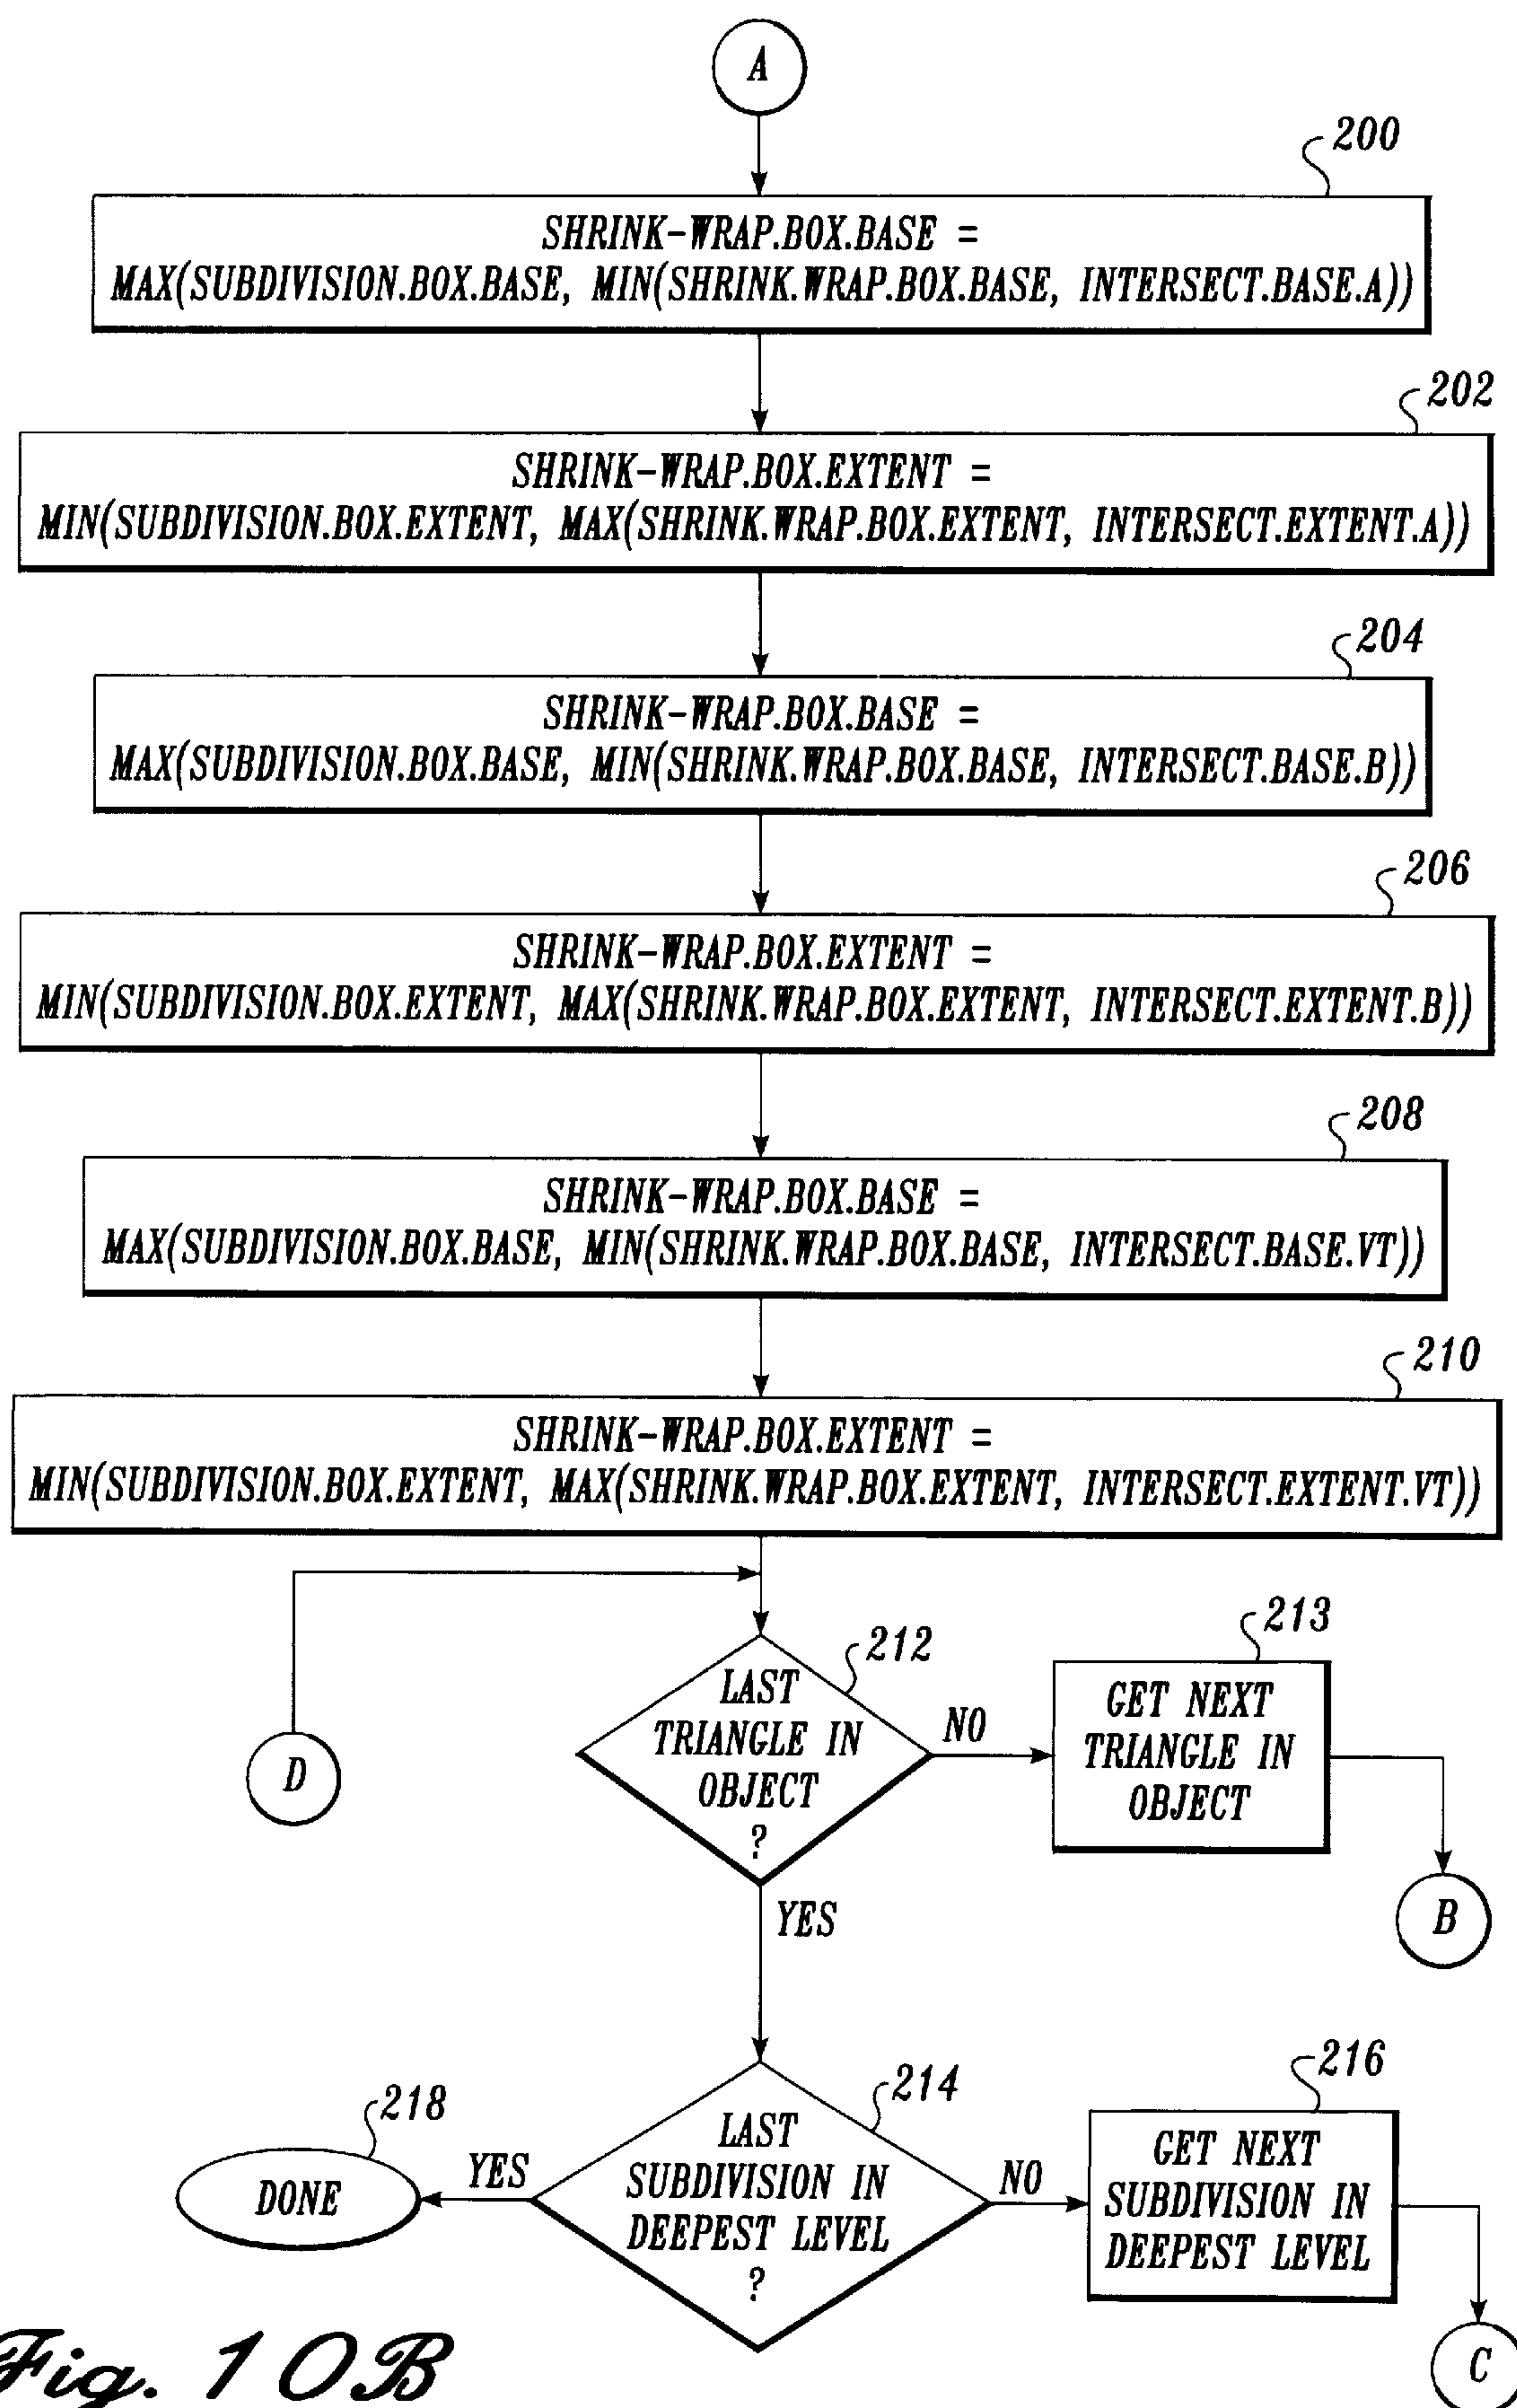 A
200
SHRINK-WRAP.BOX.BASE =
MAX(SUBDIVISION.BOX.BASE, MIN(SHRINK.WRAP.BOX.BASE, INTERSECT.BASE.A))
202
SHRINK-WRAP.BOX.EXTENT =
MIN(SUBDIVISION.BOX.EXTENT, MAX(SHRINK.WRAP.BOX.EXTENT, INTERSECT.EXTENT.A))
204
SHRINK-WRAP.BOX.BASE =
MAX(SUBDIVISION.BOX.BASE, MIN(SHRINK.WRAP.BOX.BASE, INTERSECT.BASE.B))
206
SHRINK-WRAP.BOX.EXTENT =
MIN(SUBDIVISION.BOX.EXTENT, MAX(SHRINK.WRAP.BOX.EXTENT, INTERSECT.EXTENT.B))
208
SHRINK-WRAP.BOX.BASE =
MAX(SUBDIVISION.BOX.BASE, MIN(SHRINK.WRAP.BOX.BASE, INTERSECT.BASE.VT))
210
SHRINK-WRAP.BOX.EXTENT =
MIN(SUBDIVISION.BOX.EXTENT, MAX(SHRINK.WRAP.BOX.EXTENT, INTERSECT.EXTENT.VT))
D
212
LAST
TRIANGLE IN
OBJECT
?
NO
213
GET NEXT
TRIANGLE IN
OBJECT
B
YES
214
LAST
SUBDIVISION IN
DEEPEST LEVEL
?
YES
218
DONE
NO
216
GET NEXT
SUBDIVISION IN
DEEPEST LEVEL
C
Fig. 10B